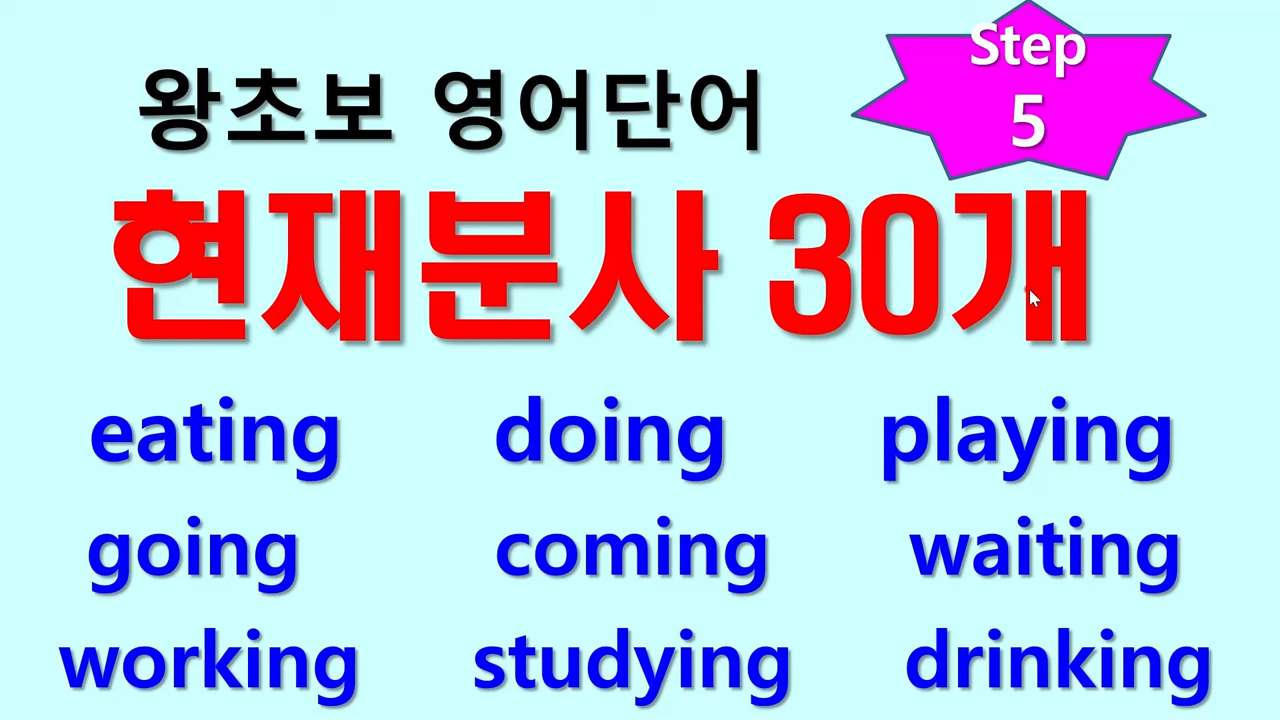 Step
5
왕초보 영어단어
현재분사 30개
eating doing playing
going coming waiting
working studying drinking